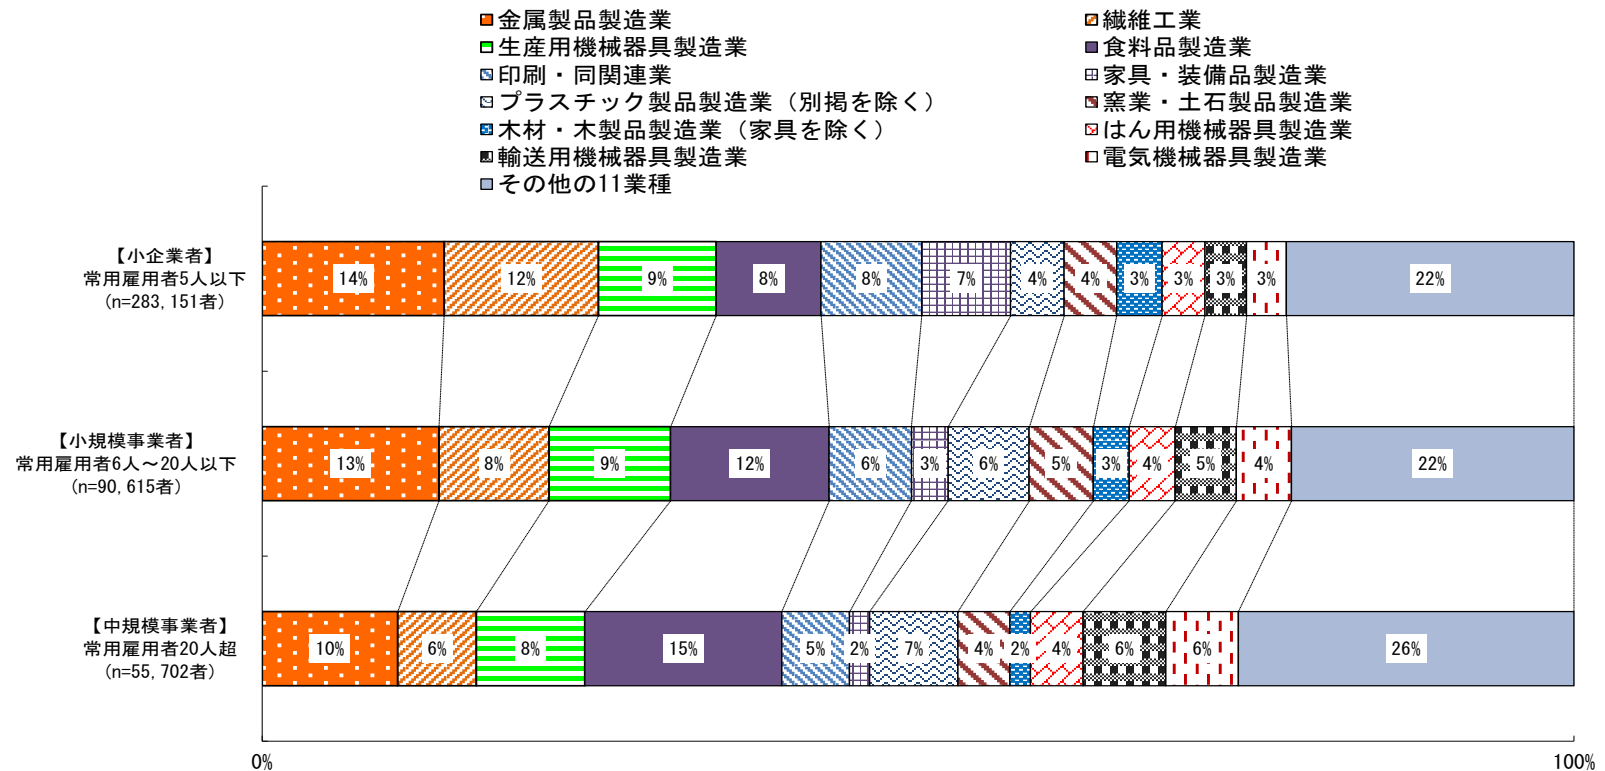 金属製品製造業
繊維工業
生産用機械器具製造業
食料品製造業
印刷・同関連業
家具・装備品製造業
プラスチック製品製造業（別掲を除く）
窯業・土石製品製造業
木材・木製品製造業（家具を除く）
はん用機械器具製造業
輸送用機械器具製造業
電気機械器具製造業
その他の11業種
【小企業者】
常用雇用者5人以下
(n=283,151者)
14% 12% 9% 8% 8% 7% 4% 4% 3% 3% 3% 3% 22%
【小規模事業者】
常用雇用者6人～20人以下
(n=90,615者)
13% 8% 9% 12% 6% 3% 6% 5% 3% 4% 5% 4% 22%
【中規模事業者】
常用雇用者20人超
(n=55,702者)
10% 6% 8% 15% 5% 2% 7% 4% 2% 4% 6% 6% 26%
0% 100%